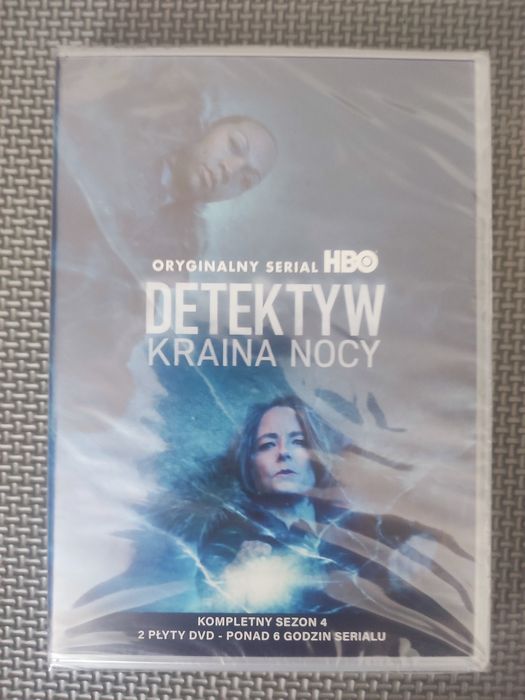 ORYGINALNY SERIAL HBO
DETEKTYW
KRAINA NOCY
KOMPLETNY SEZON 4
2 PŁYTY DVD - PONAD 6 GODZIN SERIALU